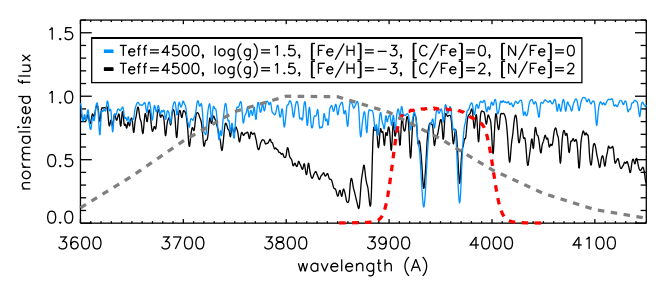 Teff=4500, log(g)=1.5, [Fe/H]=−3, [C/Fe]=0, [N/Fe]=0
Teff=4500, log(g)=1.5, [Fe/H]=−3, [C/Fe]=2, [N/Fe]=2
normalised flux
1.5
1.0
0.5
0.0
3600 3700 3800 3900 4000 4100
wavelength (A)